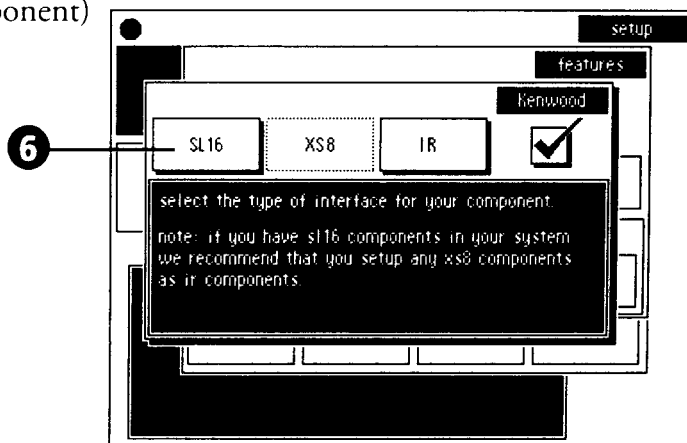 ponent)
setup
features
Kenwood
6
SL16 XS8 IR
select the type of interface for your component.
note: if you have sl16 components in your system
we recommend that you setup any xs8 components
as ir components.